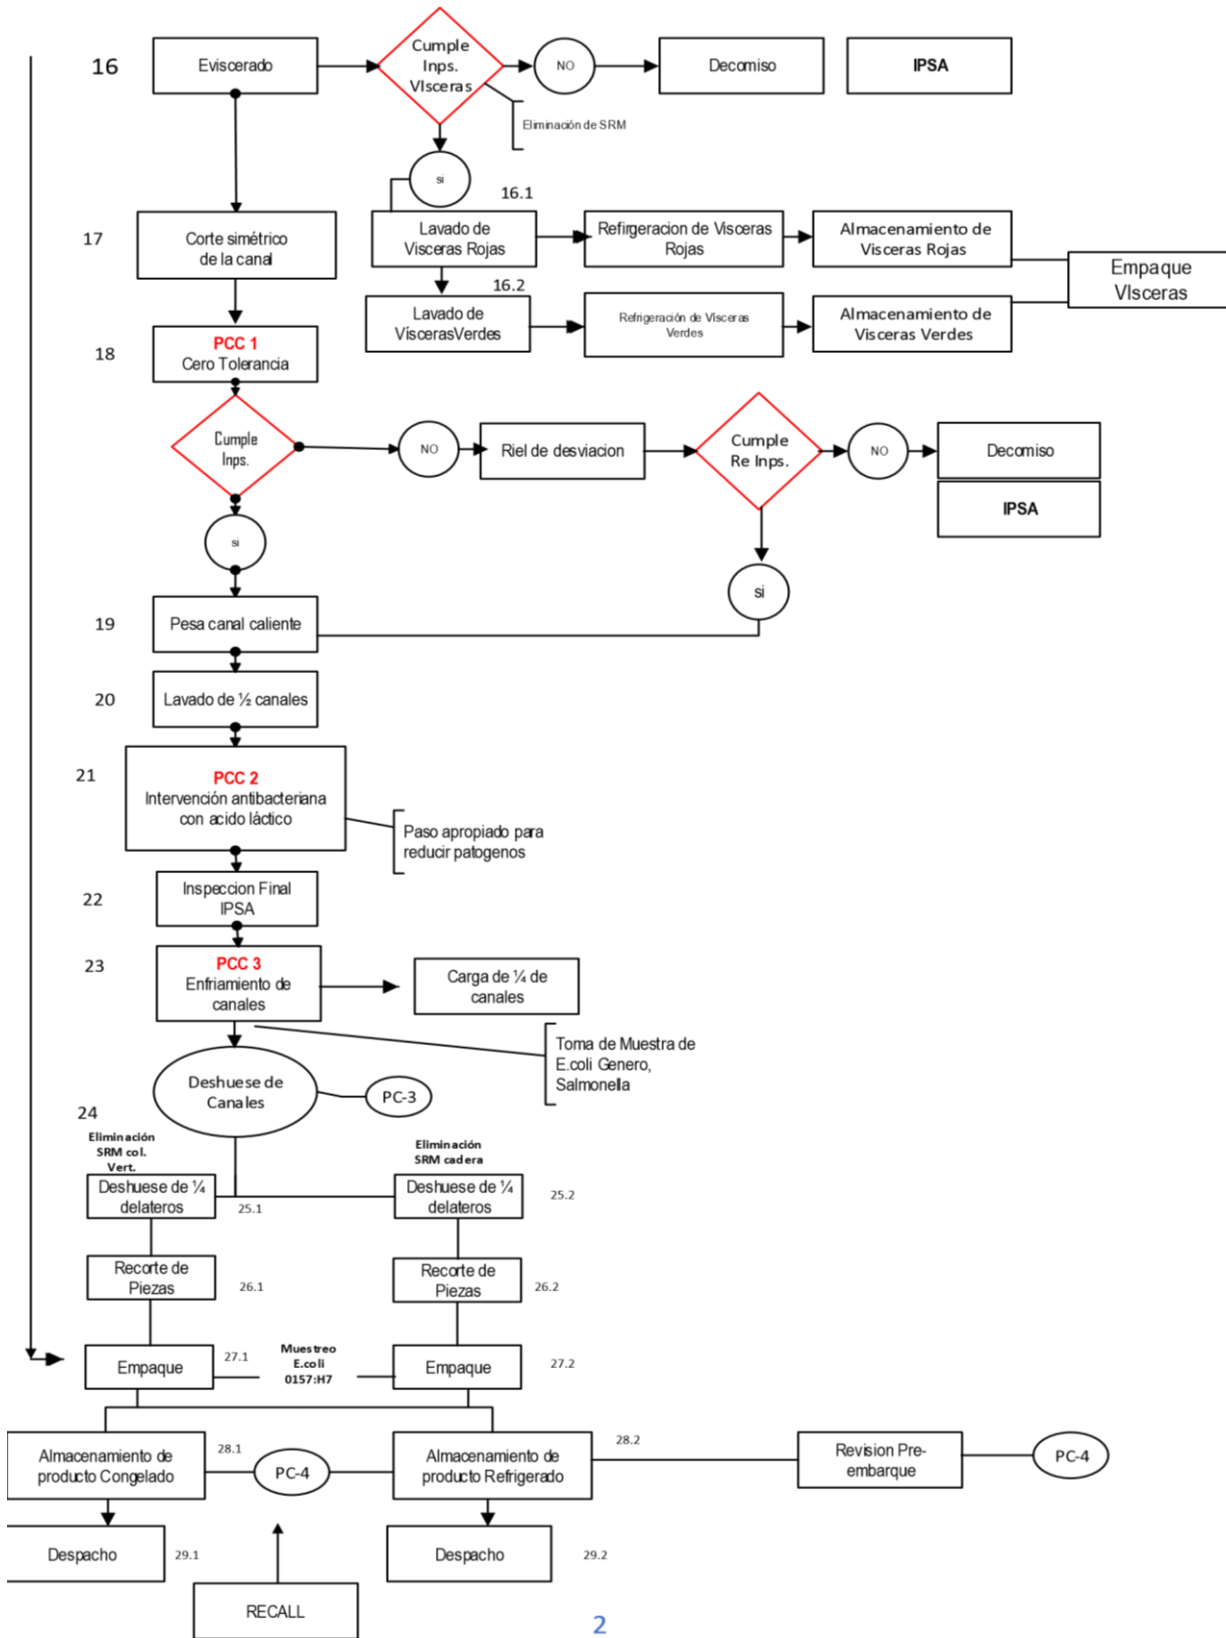 16
Eviscerado
Cumple
Inps.
VIsceras
NO
Decomiso
IPSA
Eliminación de SRM
si
16.1
17
Corte simétrico
de la canal
Lavado de
Visceras Rojas
Refirgeracion de Visceras
Rojas
Almacenamiento de
Visceras Rojas
Empaque
VIsceras
16.2
Lavado de
VíscerasVerdes
Refrigeración de Visceras
Verdes
Almacenamiento de
Visceras Verdes
18
PCC 1
Cero Tolerancia
Cumple
Inps.
NO
Riel de desviacion
Cumple
Re Inps.
NO
Decomiso
IPSA
si
si
19
Pesa canal caliente
20
Lavado de ½ canales
21
PCC 2
Intervención antibacteriana
con acido láctico
Paso apropiado para
reducir patogenos
22
Inspeccion Final
IPSA
23
PCC 3
Enfriamiento de
canales
Carga de ¼ de
canales
Toma de Muestra de
E.coli Genero,
Salmonella
Deshuese de
Canales
PC-3
24
Eliminación
SRM col.
Vert.
Eliminación
SRM cadera
Deshuese de ¼
delateros
25.1
Deshuese de ¼
delateros
25.2
Recorte de
Piezas
26.1
Recorte de
Piezas
26.2
Empaque
27.1
Muestreo
E.coli
0157:H7
Empaque
27.2
Almacenamiento de
producto Congelado
28.1
PC-4
Almacenamiento de
producto Refrigerado
28.2
Revision Pre-
embarque
PC-4
Despacho
29.1
Despacho
29.2
RECALL
2